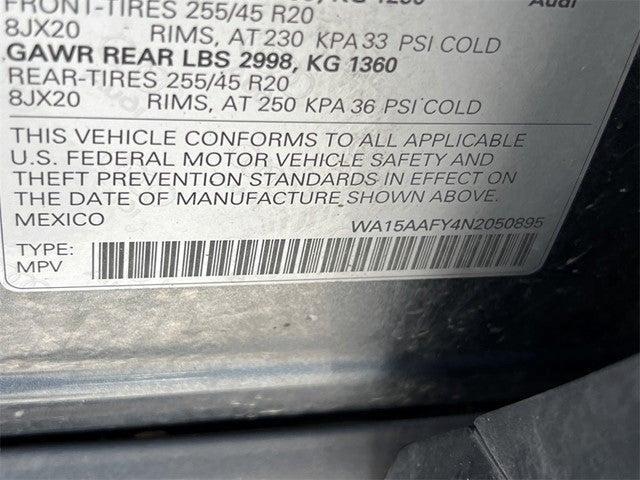 KG 1250 Audi
FRONT-TIRES 255/45 R20
8JX20 RIMS, AT 230 KPA 33 PSI COLD
GAWR REAR LBS 2998, KG 1360
REAR-TIRES 255/45 R20
8JX20 RIMS, AT 250 KPA 36 PSI COLD
THIS VEHICLE CONFORMS TO ALL APPLICABLE
U.S. FEDERAL MOTOR VEHICLE SAFETY AND
THEFT PREVENTION STANDARDS IN EFFECT ON
THE DATE OF MANUFACTURE SHOWN ABOVE.
MEXICO WA15AAFY4N2050895
TYPE:
MPV